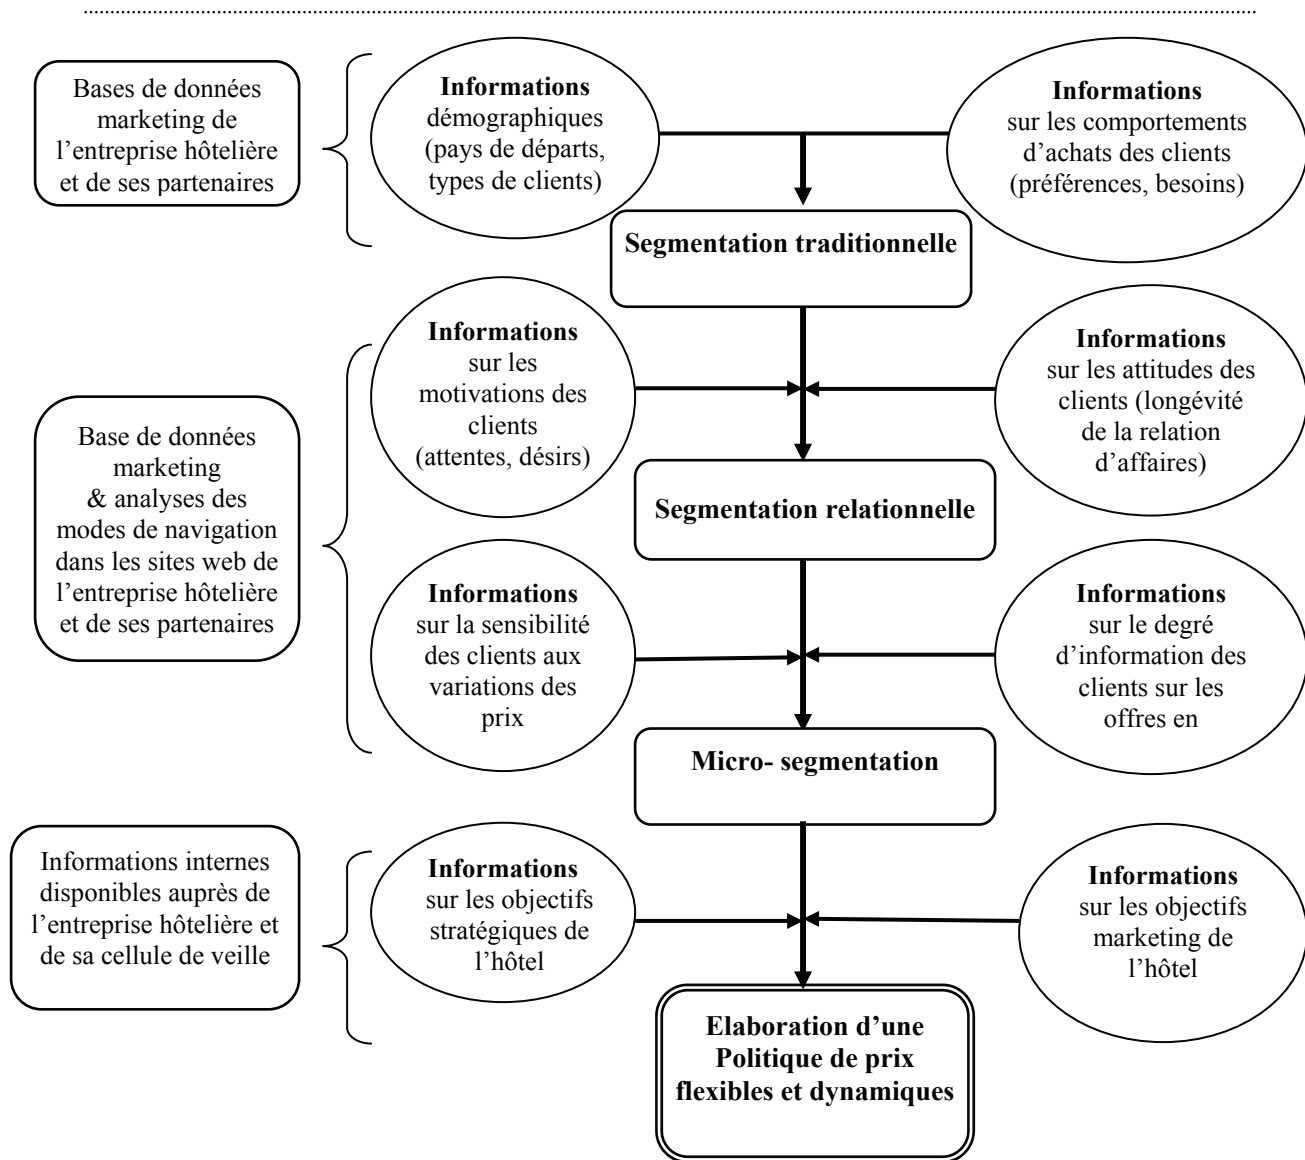 Bases de données
marketing de
l’entreprise hôtelière
et de ses partenaires
Informations
démographiques
(pays de départs,
types de clients)
Informations
sur les comportements
d’achats des clients
(préférences, besoins)
Segmentation traditionnelle
Base de données
marketing
& analyses des
modes de navigation
dans les sites web de
l’entreprise hôtelière
et de ses partenaires
Informations
sur les
motivations des
clients
(attentes, désirs)
Informations
sur les attitudes des
clients (longévité
de la relation
d’affaires)
Segmentation relationnelle
Informations
sur la sensibilité
des clients aux
variations des
prix
Informations
sur le degré
d’information des
clients sur les
offres en
Micro- segmentation
Informations internes
disponibles auprès de
l’entreprise hôtelière et
de sa cellule de veille
Informations
sur les objectifs
stratégiques de
l’hôtel
Informations
sur les objectifs
marketing de
l’hôtel
Elaboration d’une
Politique de prix
flexibles et dynamiques